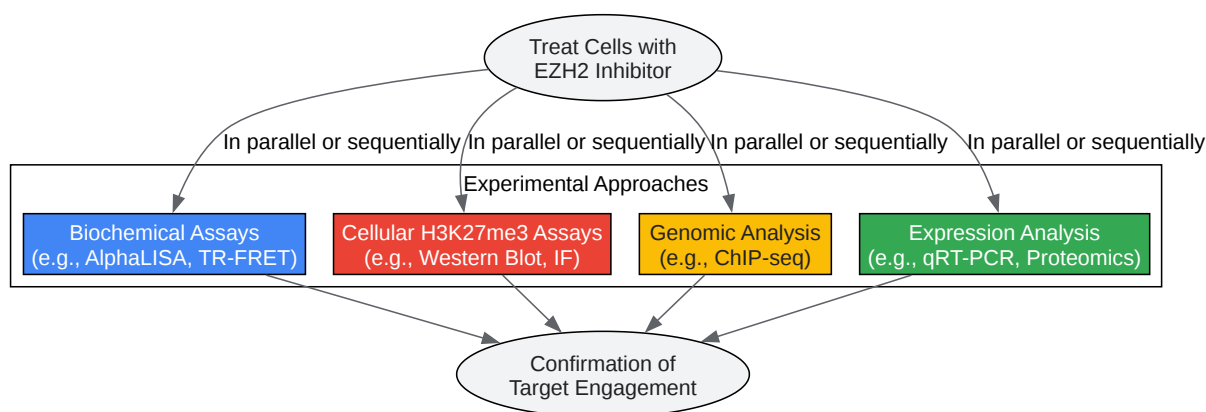 Treat Cells with
EZH2 Inhibitor
In parallel or sequentially
In parallel or sequentially
In parallel or sequentially
In parallel or sequentially
Experimental Approaches
Biochemical Assays
(e.g., AlphaLISA, TR-FRET)
Cellular H3K27me3 Assays
(e.g., Western Blot, IF)
Genomic Analysis
(e.g., ChIP-seq)
Expression Analysis
(e.g., qRT-PCR, Proteomics)
Confirmation of
Target Engagement